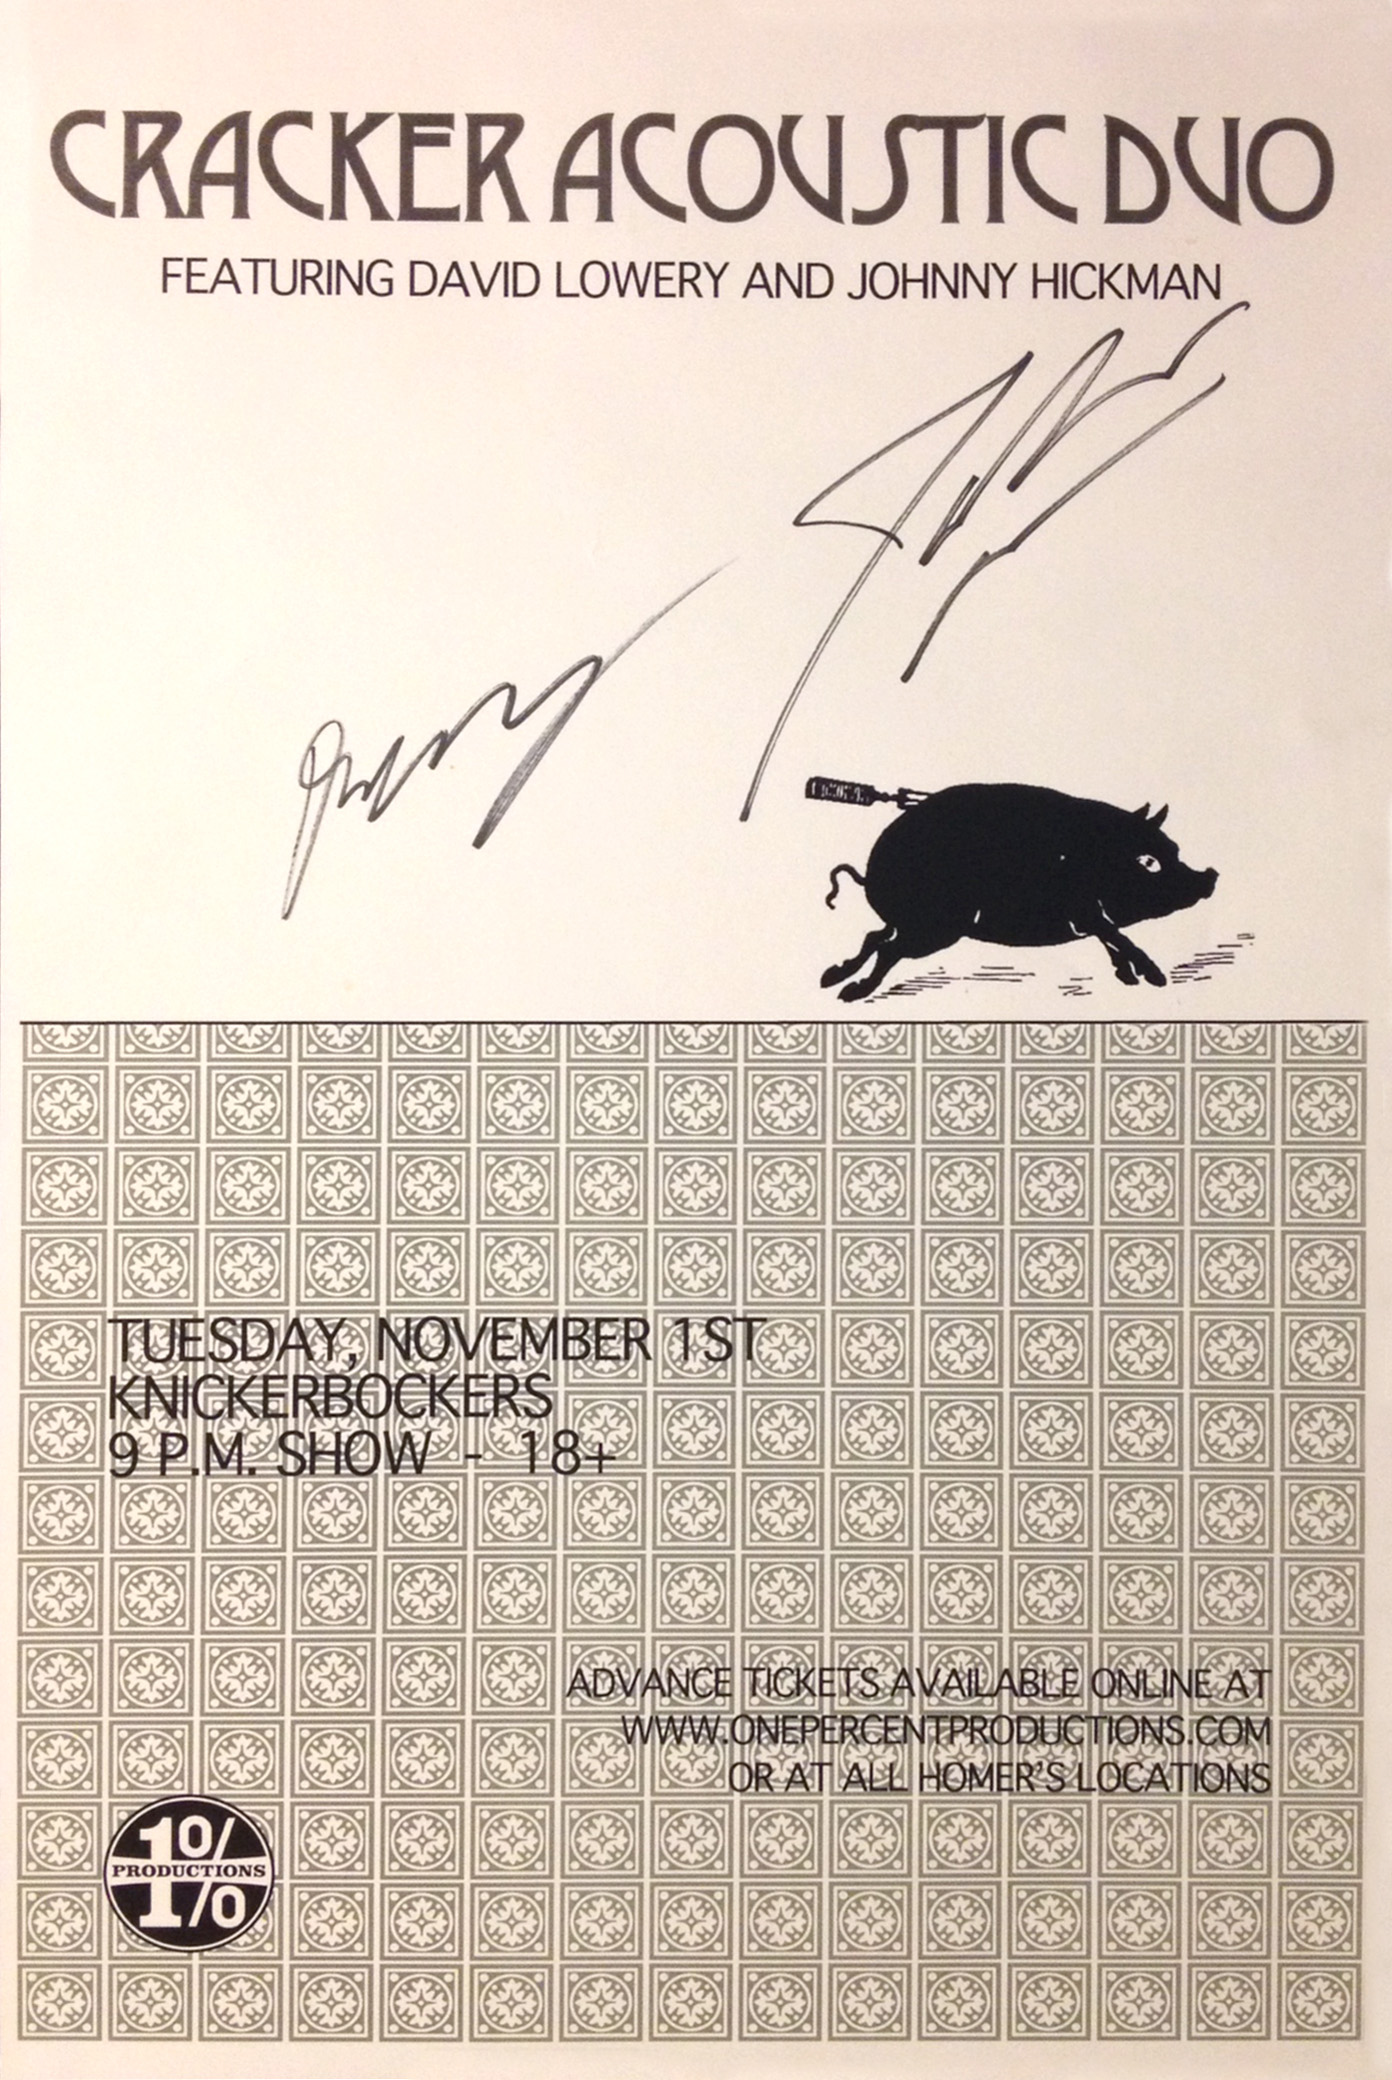 CRACKER ACOUSTIC DUO
FEATURING DAVID LOWERY AND JOHNNY HICKMAN
TUESDAY, NOVEMBER 1ST
KNICKERBOCKERS
9 P.M. SHOW - 18+
ADVANCE TICKETS AVAILABLE ONLINE AT
WWW.ONEPERCENTPRODUCTIONS.COM
OR AT ALL HOMER'S LOCATIONS
1%
PRODUCTIONS